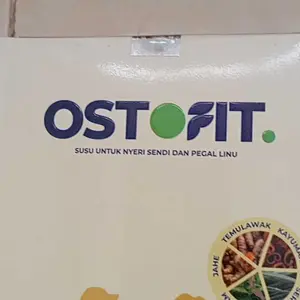 OSTOFIT.
SUSU UNTUK NYERI SENDI DAN PEGAL LINU
JAHE
TEMULAWAK